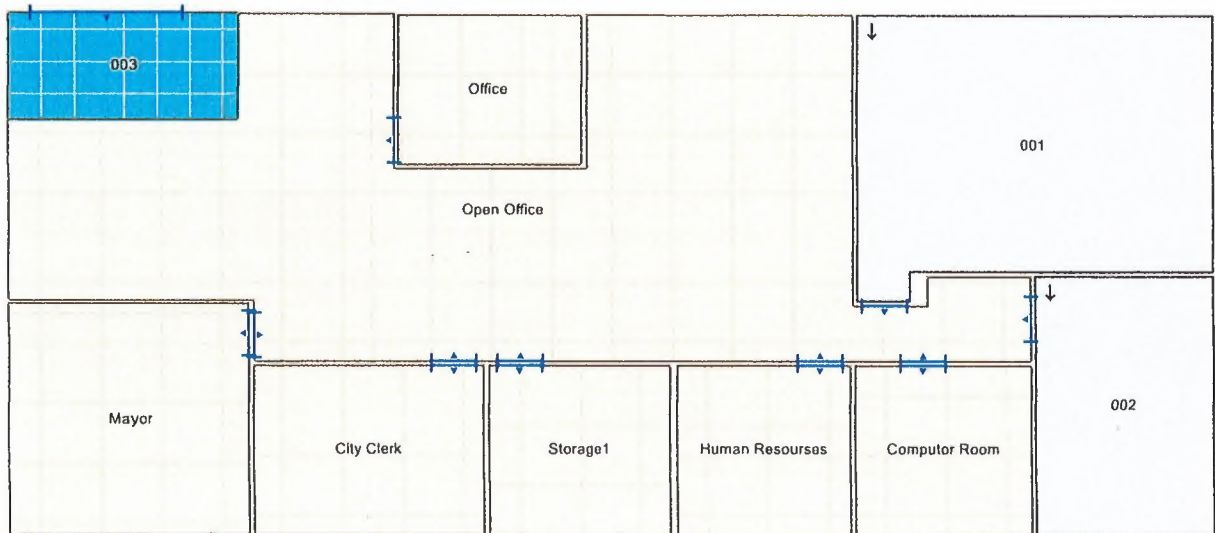 003
Office
001
Open Office
Mayor
City Clerk
Storage1
Human Resourses
Computor Room
002